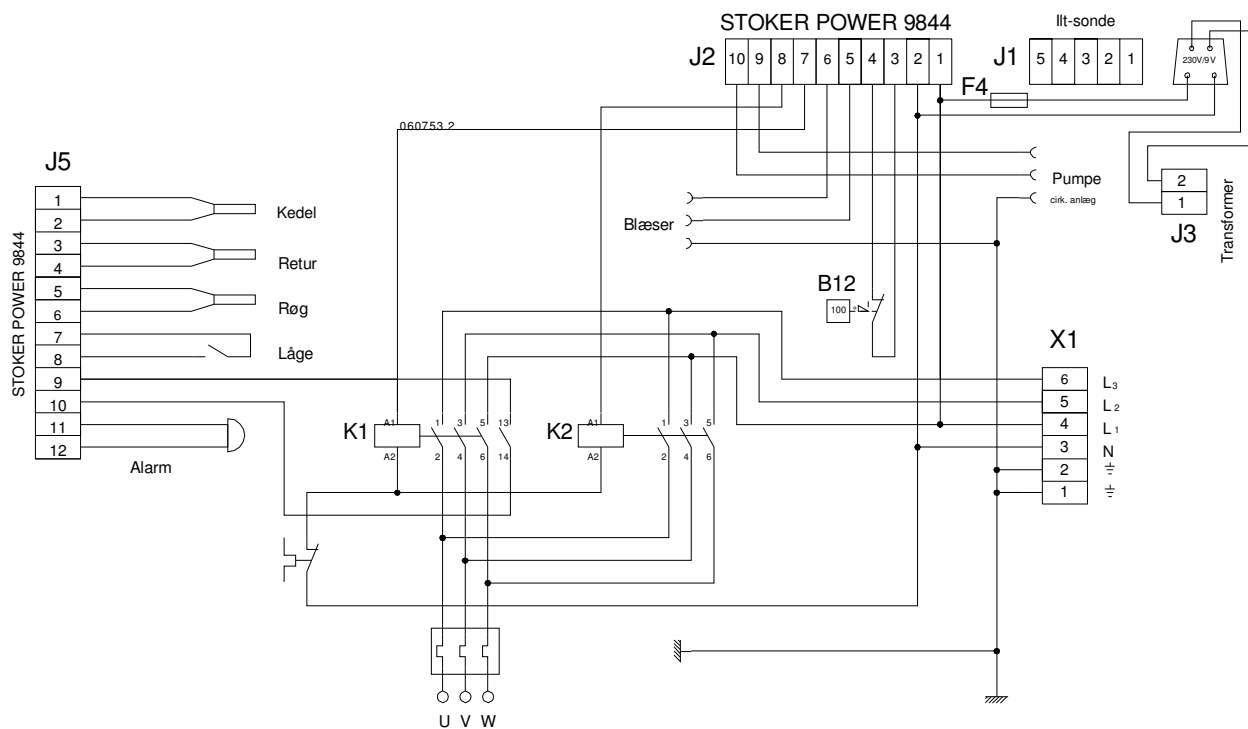 STOKER POWER 9844
Ilt-sonde
J2
10 9 8 7 6 5 4 3 2 1
J1
5 4 3 2 1
230V/9V
F4
060753.2
J5
STOKER POWER 9844
1
2
3
4
5
6
7
8
9
10
11
12
Kedel
Retur
Røg
Låge
Alarm
Blæser
Pumpe
cirk. anlæg
2
1
J3
Transformer
B12
100
X1
6 L3
5 L2
4 L1
3 N
2
1
K1
A1 1 3 5 13
A2 2 4 6 14
K2
A1 1 3 5
A2 2 4 6
U V W